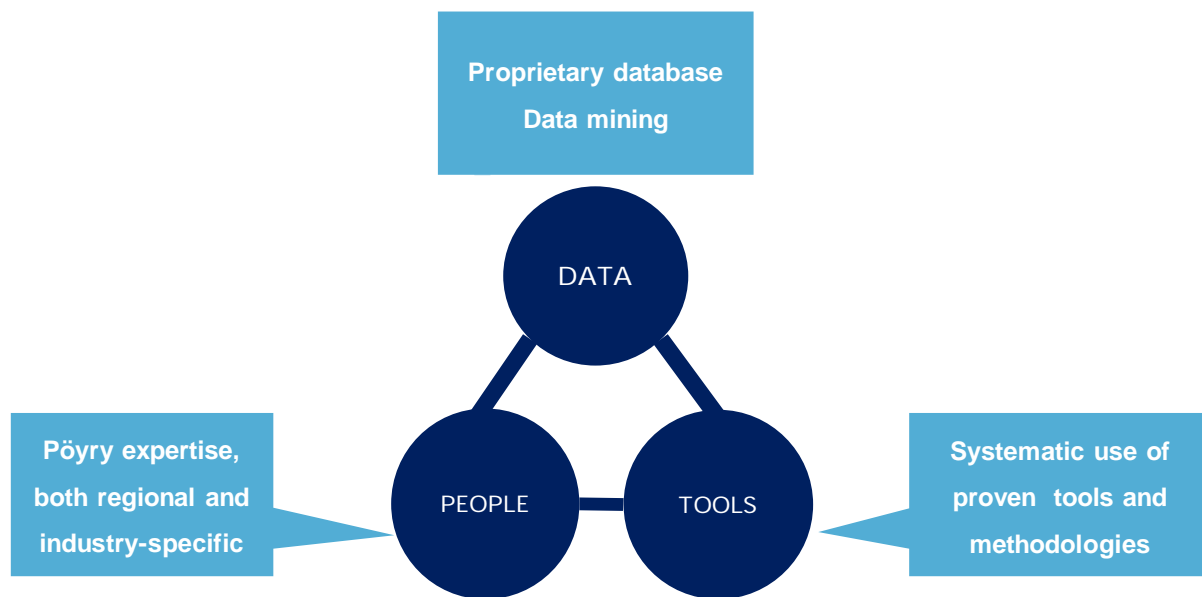 Proprietary database
Data mining
DATA
Pöyry expertise,
both regional and
industry-specific
PEOPLE
TOOLS
Systematic use of
proven tools and
methodologies